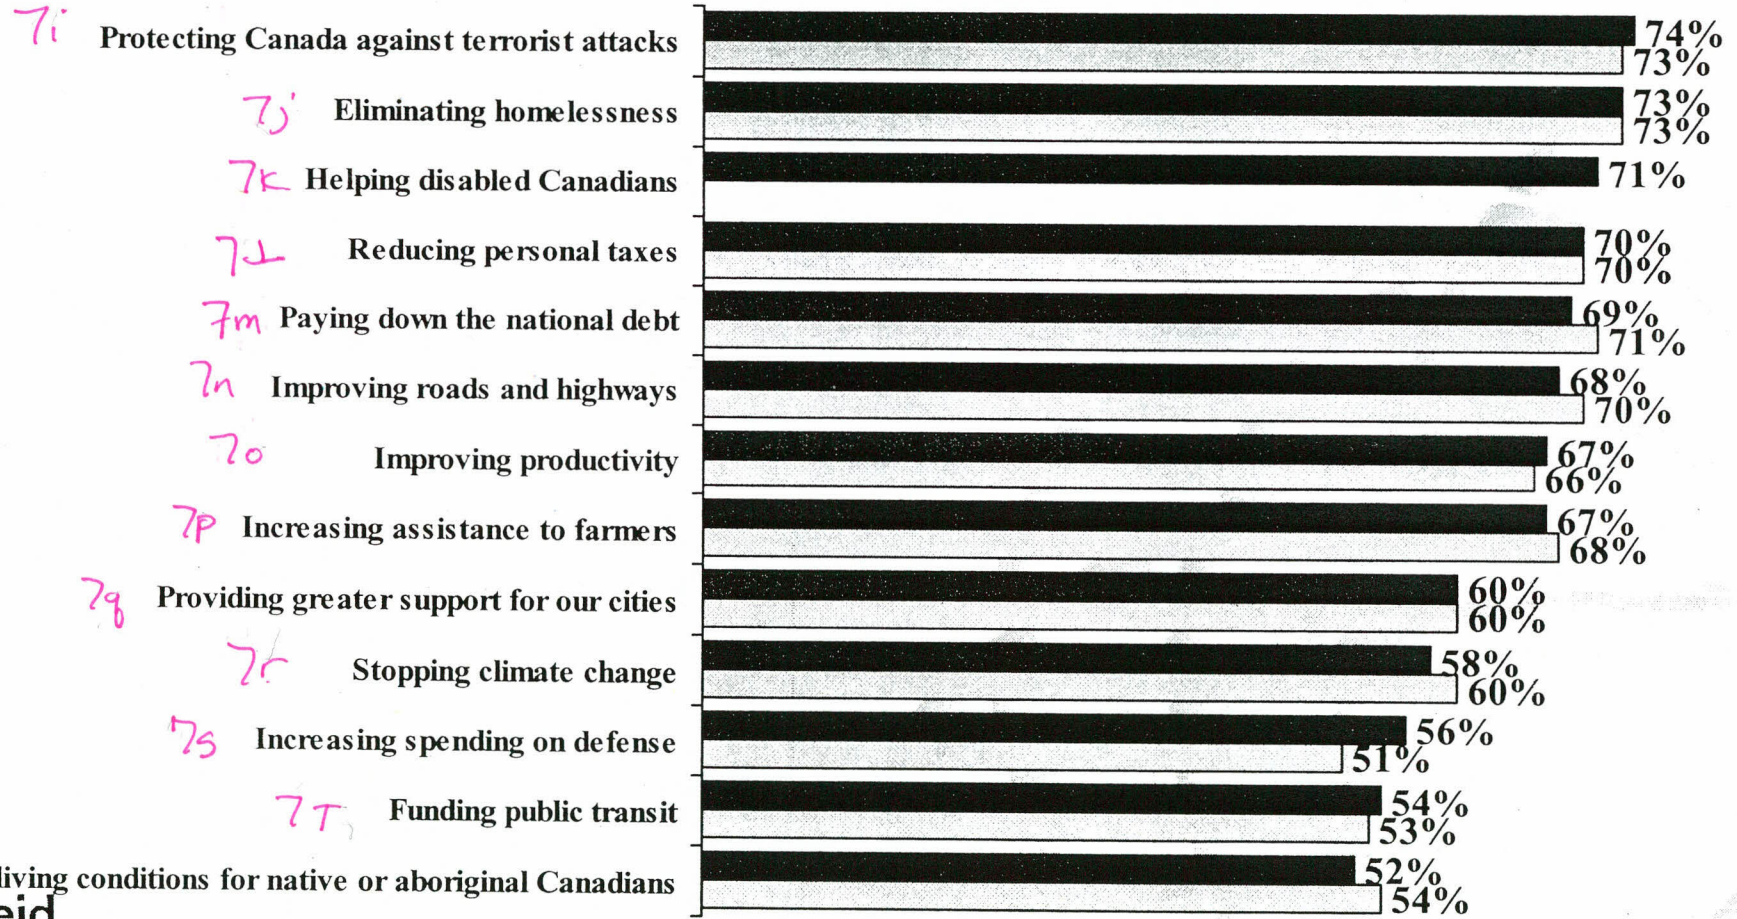 7i Protecting Canada against terrorist attacks 74%
73%
7j Eliminating homelessness 73%
73%
7K Helping disabled Canadians 71%
7L Reducing personal taxes 70%
70%
7m Paying down the national debt 69%
71%
7n Improving roads and highways 68%
70%
7o Improving productivity 67%
66%
7p Increasing assistance to farmers 67%
68%
7q Providing greater support for our cities 60%
60%
7r Stopping climate change 58%
60%
7s Increasing spending on defense 56%
51%
7T Funding public transit 54%
53%
living conditions for native or aboriginal Canadians 52%
54%
eid